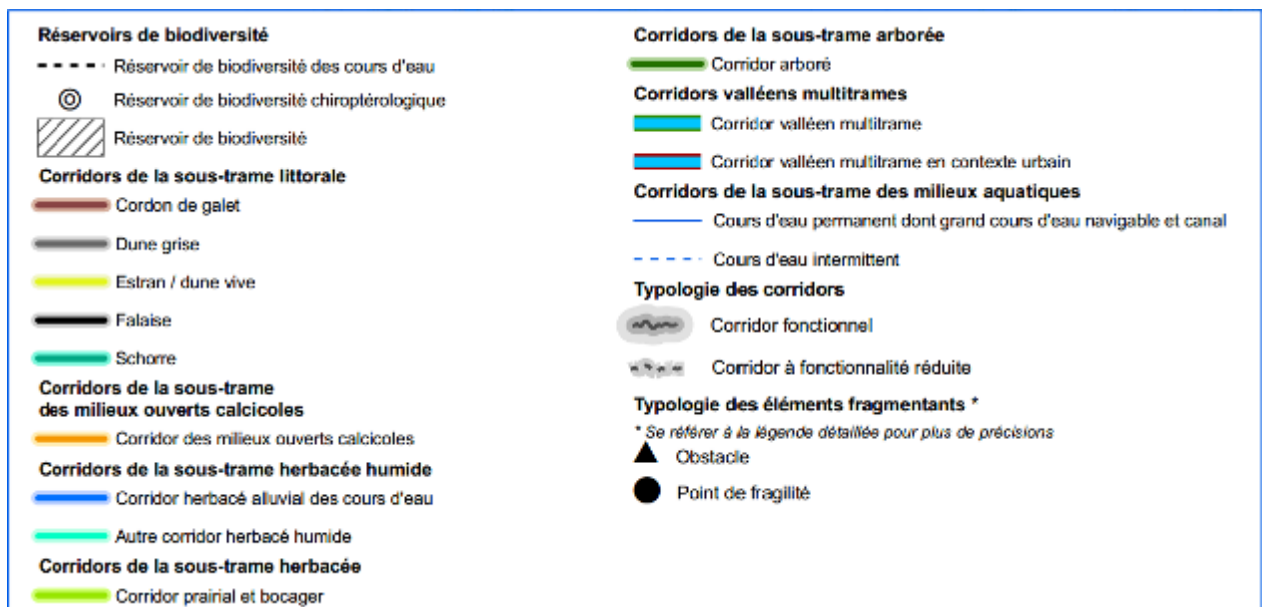 Réservoirs de biodiversité
Réservoir de biodiversité des cours d'eau
Réservoir de biodiversité chiroptérologique
Réservoir de biodiversité
Corridors de la sous-trame littorale
Cordon de galet
Dune grise
Estran / dune vive
Falaise
Schorre
Corridors de la sous-trame
des milieux ouverts calcicoles
Corridor des milieux ouverts calcicoles
Corridors de la sous-trame herbacée humide
Corridor herbacé alluvial des cours d'eau
Autre corridor herbacé humide
Corridors de la sous-trame herbacée
Corridor prairial et bocager
Corridors de la sous-trame arborée
Corridor arboré
Corridors valléens multitrames
Corridor valléen multitrame
Corridor valléen multitrame en contexte urbain
Corridors de la sous-trame des milieux aquatiques
Cours d'eau permanent dont grand cours d'eau navigable et canal
Cours d'eau intermittent
Typologie des corridors
Corridor fonctionnel
Corridor à fonctionnalité réduite
Typologie des éléments fragmentants *
* Se référer à la légende détaillée pour plus de précisions
Obstacle
Point de fragilité